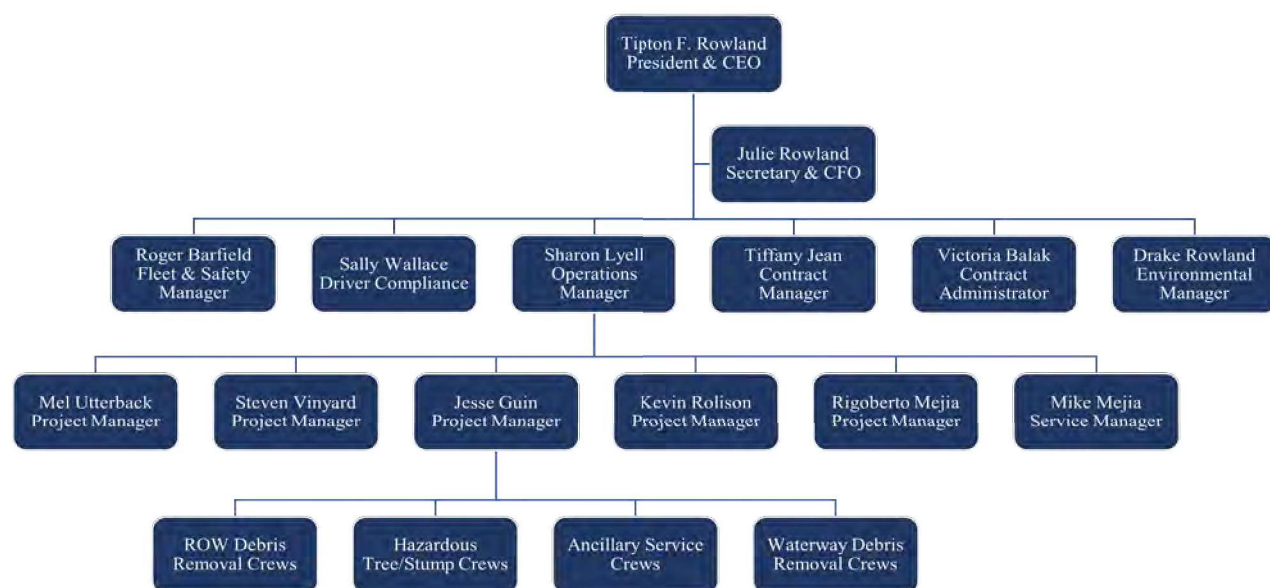 Tipton F. Rowland
President & CEO
Julie Rowland
Secretary & CFO
Roger Barfield
Fleet & Safety
Manager
Sally Wallace
Driver Compliance
Sharon Lyell
Operations
Manager
Tiffany Jean
Contract
Manager
Victoria Balak
Contract
Administrator
Drake Rowland
Environmental
Manager
Mel Utterback
Project Manager
Steven Vinyard
Project Manager
Jesse Guin
Project Manager
Kevin Rolison
Project Manager
Rigoberto Mejia
Project Manager
Mike Mejia
Service Manager
ROW Debris
Removal Crews
Hazardous
Tree/Stump Crews
Ancillary Service
Crews
Waterway Debris
Removal Crews